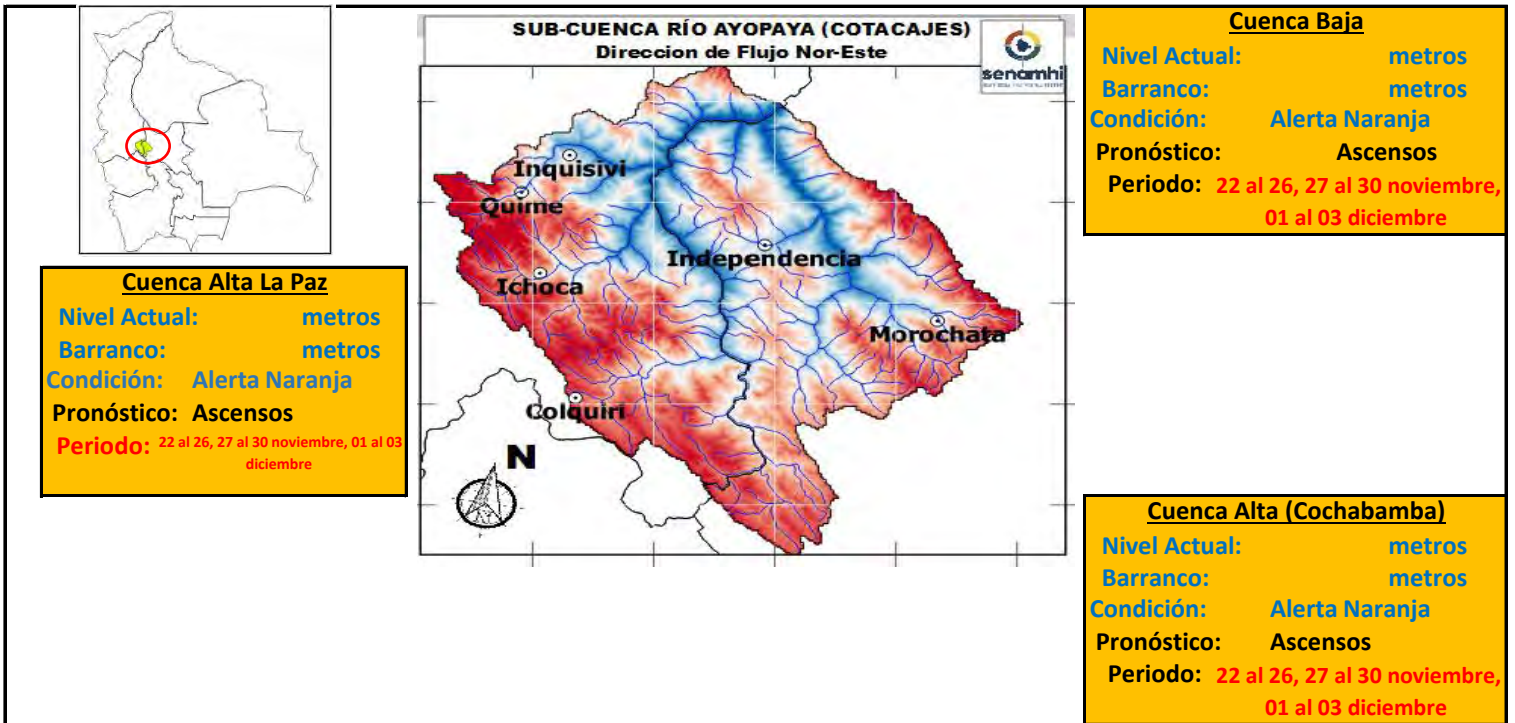 SUB-CUENCA RÍO AYOPAYA (COTACAJES)
Direccion de Flujo Nor-Este
senamhi
Inquisivi
Quime
Independencia
Ichoca
Morochata
Colquiri
N
Cuenca Baja
Nivel Actual: metros
Barranco: metros
Condición: Alerta Naranja
Pronóstico: Ascensos
Periodo: 22 al 26, 27 al 30 noviembre,
01 al 03 diciembre
Cuenca Alta La Paz
Nivel Actual: metros
Barranco: metros
Condición: Alerta Naranja
Pronóstico: Ascensos
Periodo: 22 al 26, 27 al 30 noviembre, 01 al 03
diciembre
Cuenca Alta (Cochabamba)
Nivel Actual: metros
Barranco: metros
Condición: Alerta Naranja
Pronóstico: Ascensos
Periodo: 22 al 26, 27 al 30 noviembre,
01 al 03 diciembre